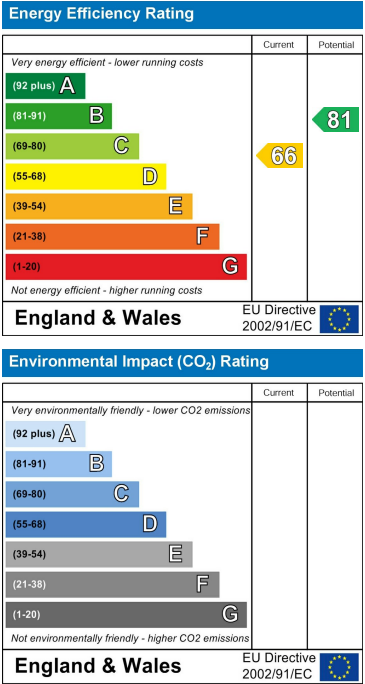 Energy Efficiency Rating
Current Potential
Very energy efficient - lower running costs
(92 plus) A
(81-91) B
(69-80) C
(55-68) D
(39-54) E
(21-38) F
(1-20) G
66
81
Not energy efficient - higher running costs
England & Wales
EU Directive
2002/91/EC
Environmental Impact (CO₂) Rating
Current Potential
Very environmentally friendly - lower CO2 emissions
(92 plus) A
(81-91) B
(69-80) C
(55-68) D
(39-54) E
(21-38) F
(1-20) G
Not environmentally friendly - higher CO2 emissions
England & Wales
EU Directive
2002/91/EC